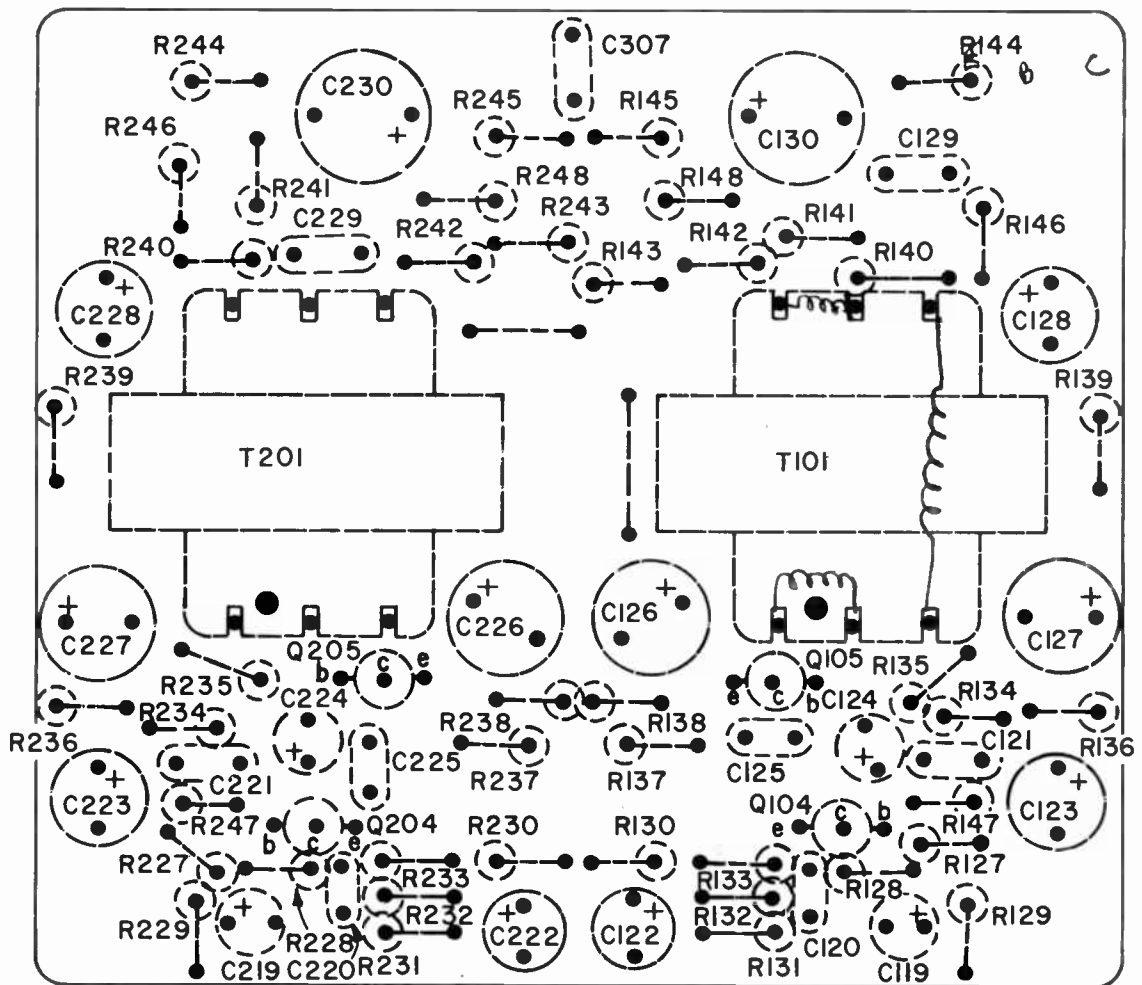 R244
C307
R144
B
C
C230
+
R245
R145
+
C130
R246
C129
R241
R248
R148
C229
R242
R243
R142
R141
R146
R240
R143
R140
C228
+
C128
+
R239
R139
T201
T101
C227
+
C226
+
C126
+
C127
+
Q205
b
c
e
Q105
e
c
b
R235
R135
C224
+
C124
+
R234
R134
R236
R238
R138
R136
C225
R237
R137
C125
C121
C221
C223
+
C123
+
R247
Q204
b
c
e
R230
R130
Q104
e
c
b
R147
R227
R233
R133
R128
R127
R229
R232
R132
R129
R228
C222
+
C122
+
C120
C219
+
C220
R231
R131
C119
+